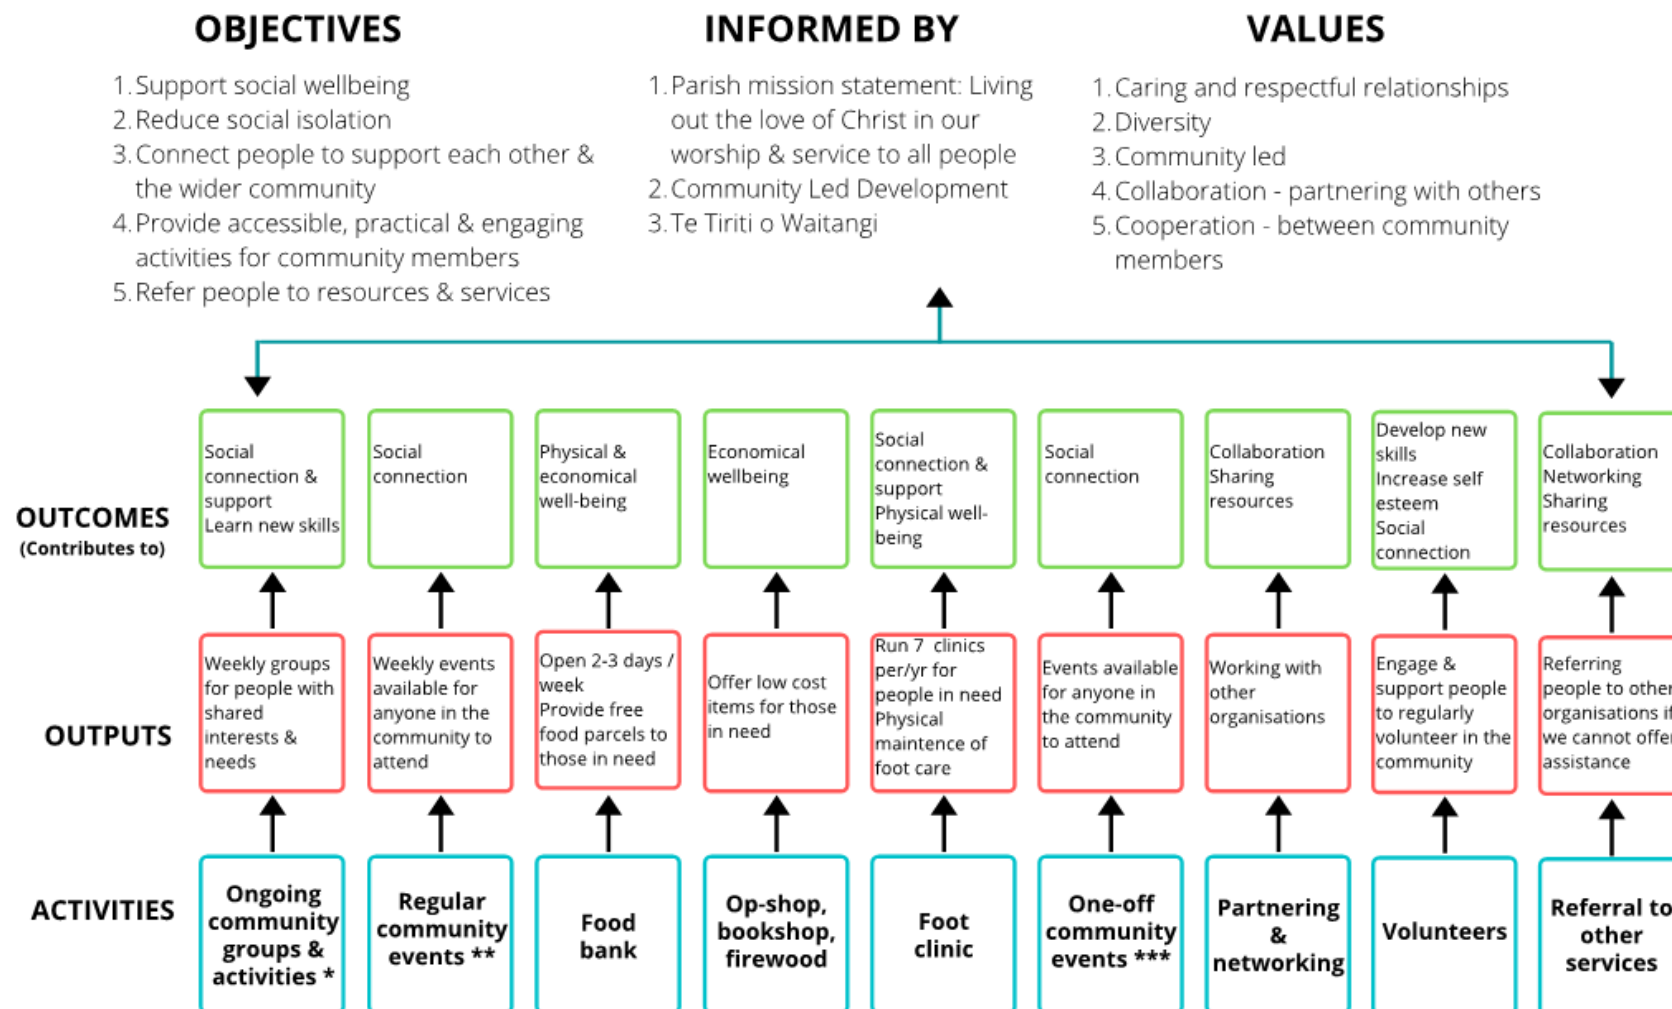 OBJECTIVES
1. Support social wellbeing
2. Reduce social isolation
3. Connect people to support each other &
the wider community
4. Provide accessible, practical & engaging
activities for community members
5. Refer people to resources & services
INFORMED BY
1. Parish mission statement: Living
out the love of Christ in our
worship & service to all people
2. Community Led Development
3. Te Tiriti o Waitangi
VALUES
1. Caring and respectful relationships
2. Diversity
3. Community led
4. Collaboration - partnering with others
5. Cooperation - between community
members
OUTCOMES
(Contributes to)
Social
connection &
support
Learn new skills
Social
connection
Physical &
economical
well-being
Economical
wellbeing
Social
connection &
support
Physical well-
being
Social
connection
Collaboration
Sharing
resources
Develop new
skills
Increase self
esteem
Social
connection
Collaboration
Networking
Sharing
resources
OUTPUTS
Weekly groups
for people with
shared
interests &
needs
Weekly events
available for
anyone in the
community to
attend
Open 2-3 days /
week
Provide free
food parcels to
those in need
Offer low cost
items for those
in need
Run 7 clinics
per/yr for
people in need
Physical
maintence of
foot care
Events available
for anyone in
the community
to attend
Working with
other
organisations
Engage &
support people
to regularly
volunteer in the
community
Referring
people to other
organisations if
we cannot offer
assistance
ACTIVITIES
Ongoing
community
groups &
activities *
Regular
community
events **
Food
bank
Op-shop,
bookshop,
firewood
Foot
clinic
One-off
community
events ***
Partnering
&
networking
Volunteers
Referral to
other
services